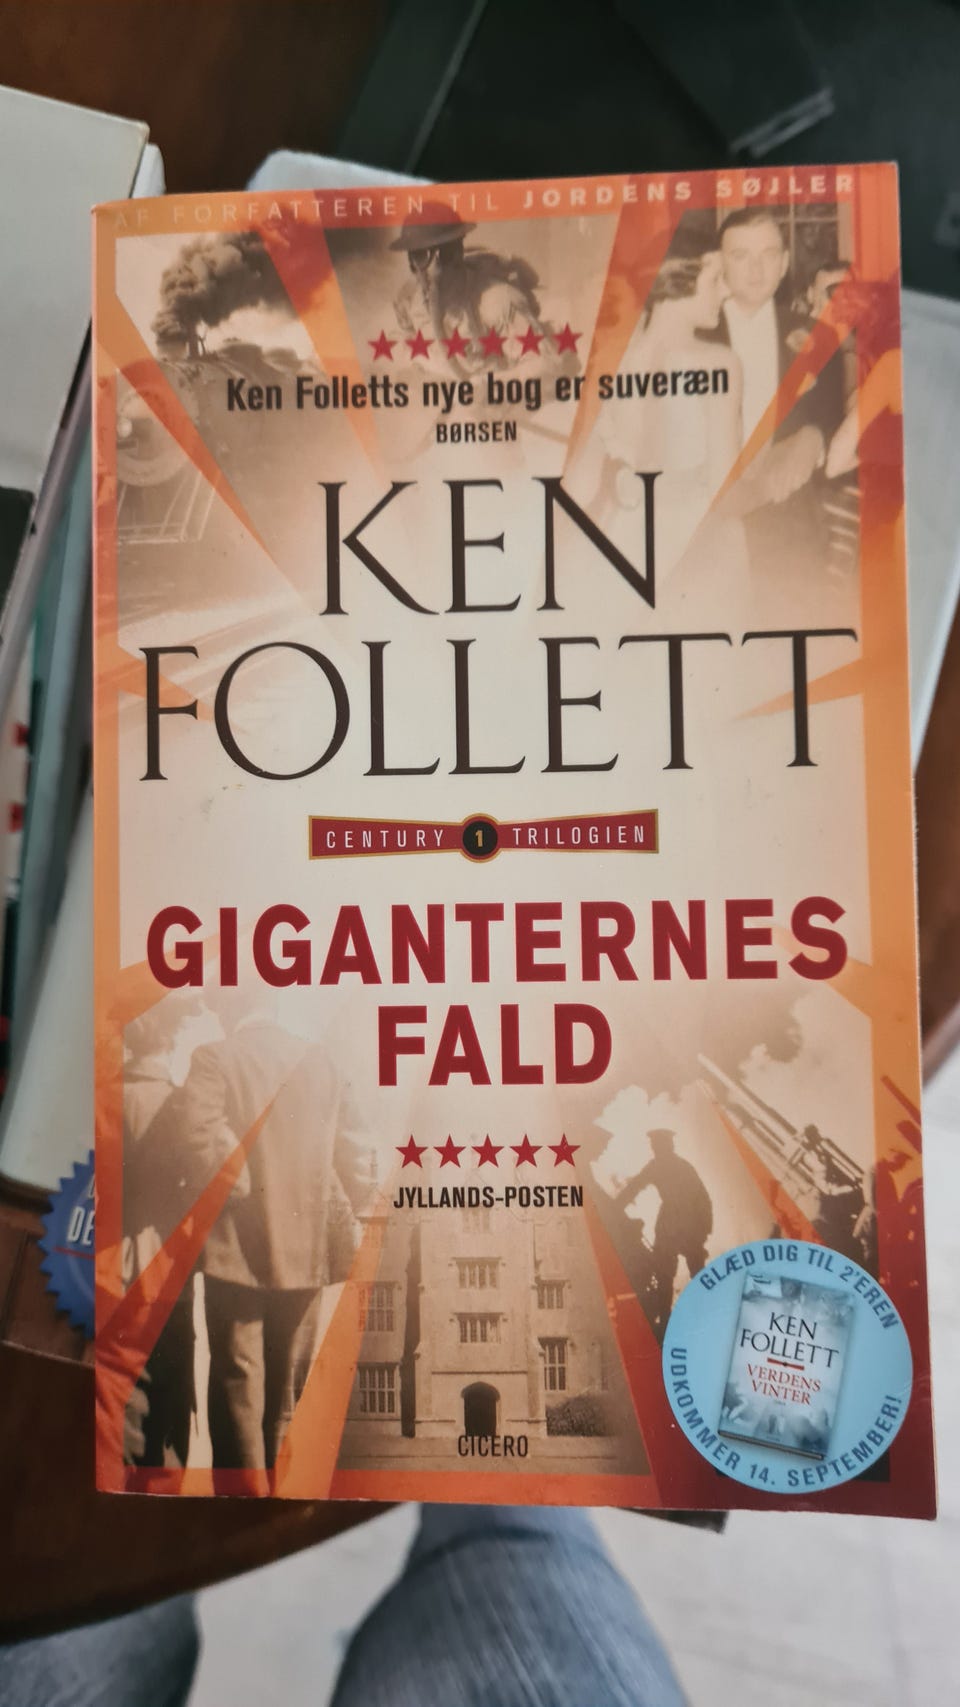 AF FORFATTEREN TIL JORDENS SØJLER
★★★★★★
Ken Folletts nye bog er suveræn
BØRSEN
KEN
FOLLETT
CENTURY 1 TRILOGIEN
GIGANTERNES
FALD
★★★★★
JYLLANDS-POSTEN
CICERO
GLÆD DIG TIL 2'EREN
KEN
FOLLETT
VERDENS
VINTER
UDKOMMER 14. SEPTEMBER!
DE